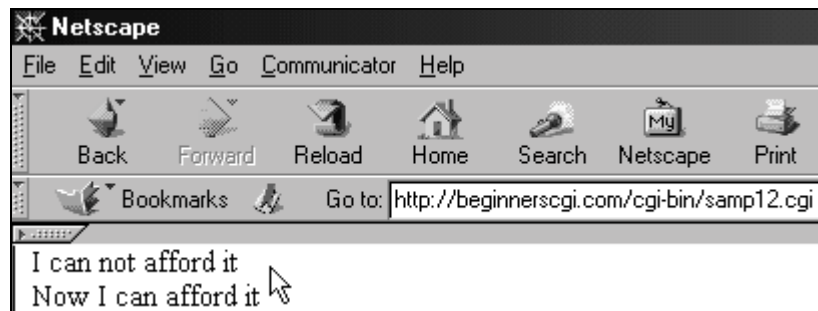 Netscape
File Edit View Go Communicator Help
My
Back Forward Reload Home Search Netscape Print
Bookmarks Go to: http://beginnerscgi.com/cgi-bin/samp12.cgi
I can not afford it
Now I can afford it